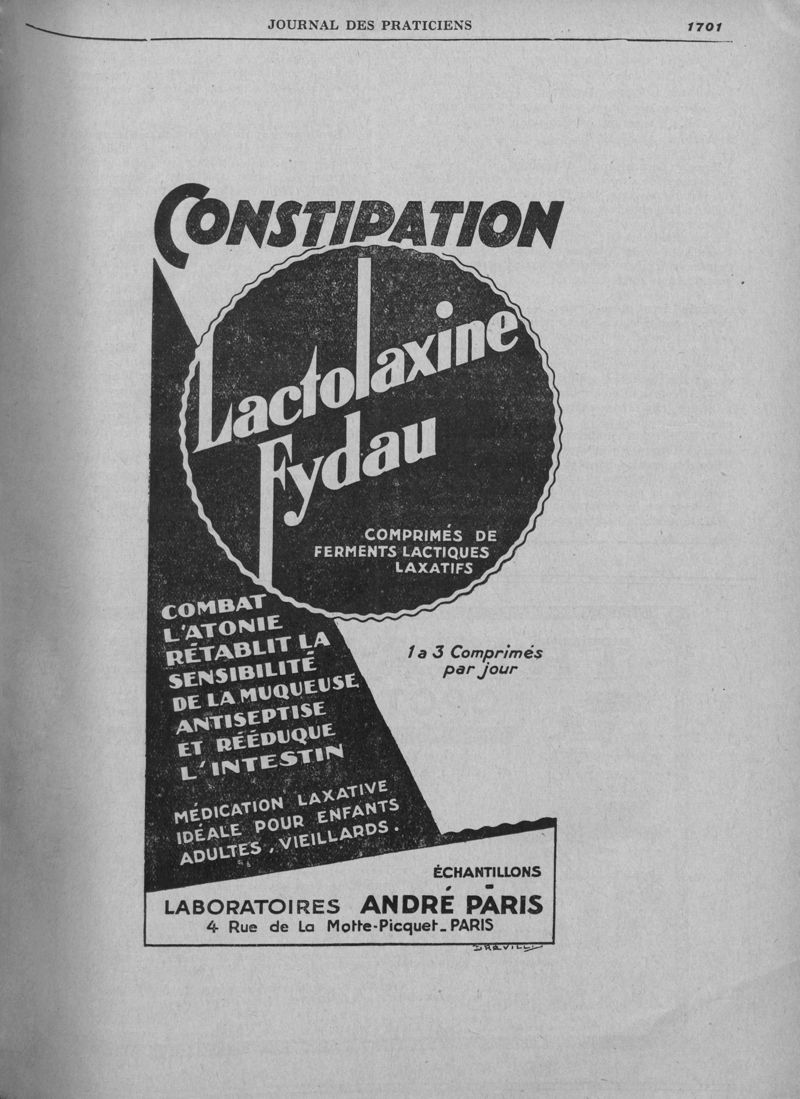 JOURNAL DES PRATICIENS 1701
CONSTIPATION
Lactolaxine
Fydau
COMPRIMÉS DE
FERMENTS LACTIQUES
LAXATIFS
COMBAT
L'ATONIE
RÉTABLIT LA
SENSIBILITÉ
DE LA MUQUEUSE
ANTISEPTISE
ET RÉÉDUQUE
L'INTESTIN
1 a 3 Comprimés
par jour
MÉDICATION LAXATIVE
IDÉALE POUR ENFANTS
ADULTES, VIEILLARDS.
ÉCHANTILLONS
LABORATOIRES ANDRÉ PARIS
4 Rue de La Motte-Picquet_PARIS